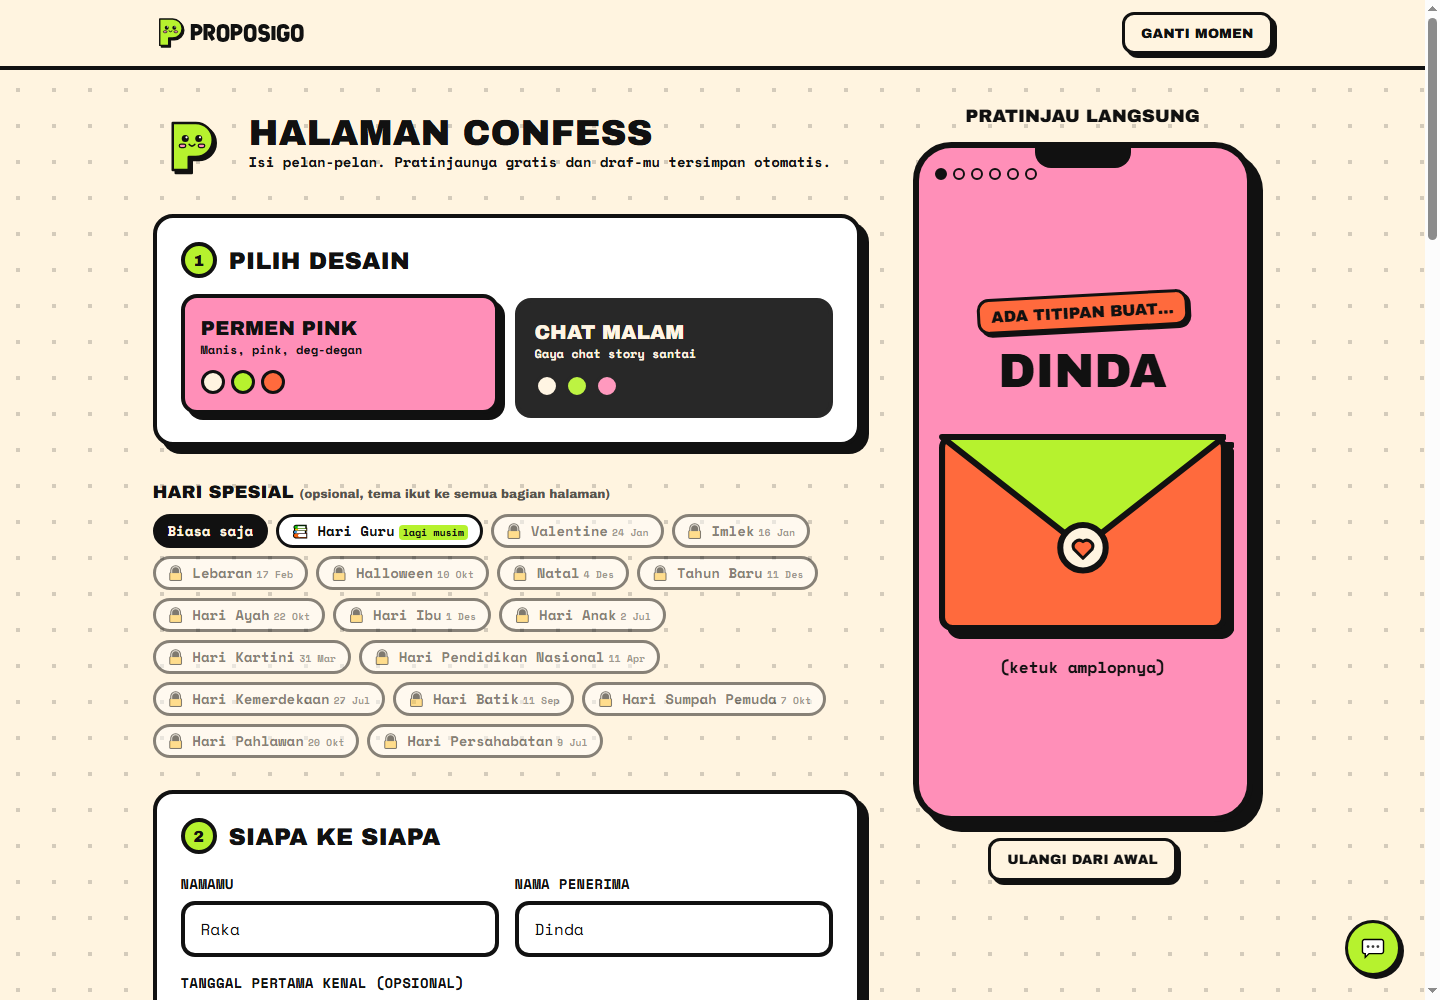 PROPOSIGO
GANTI MOMEN
HALAMAN CONFESS
Isi pelan-pelan. Pratinjaunya gratis dan draf-mu tersimpan otomatis.
1 PILIH DESAIN
PERMEN PINK
Manis, pink, deg-degan
CHAT MALAM
Gaya chat story santai
HARI SPESIAL (opsional, tema ikut ke semua bagian halaman)
Biasa saja
Hari Guru lagi musim
Valentine 24 Jan
Imlek 16 Jan
Lebaran 17 Feb
Halloween 10 Okt
Natal 4 Des
Tahun Baru 11 Des
Hari Ayah 22 Okt
Hari Ibu 1 Des
Hari Anak 2 Jul
Hari Kartini 31 Mar
Hari Pendidikan Nasional 11 Apr
Hari Kemerdekaan 27 Jul
Hari Batik 11 Sep
Hari Sumpah Pemuda 7 Okt
Hari Pahlawan 20 Okt
Hari Persahabatan 9 Jul
2 SIAPA KE SIAPA
NAMAMU
Raka
NAMA PENERIMA
Dinda
TANGGAL PERTAMA KENAL (OPSIONAL)
PRATINJAU LANGSUNG
ADA TITIPAN BUAT...
DINDA
(ketuk amplopnya)
ULANGI DARI AWAL